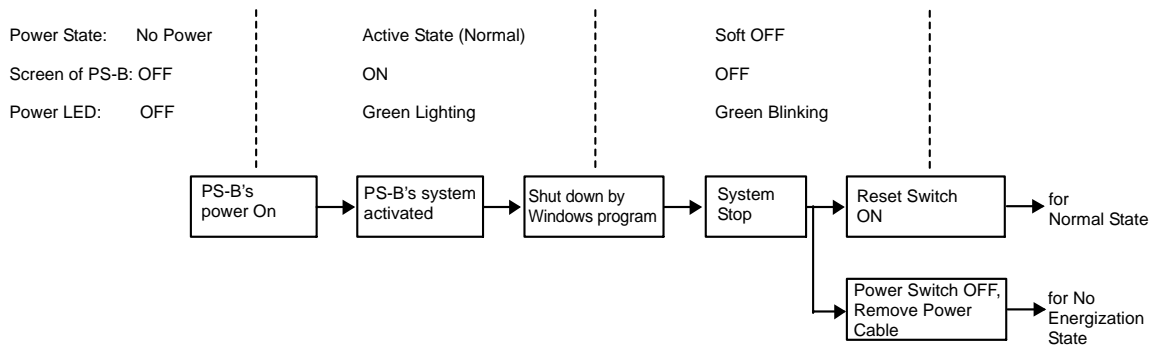 Power State: No Power Active State (Normal) Soft OFF
Screen of PS-B: OFF ON OFF
Power LED: OFF Green Lighting Green Blinking
PS-B's
power On
PS-B's system
activated
Shut down by
Windows program
System
Stop
Reset Switch
ON
for
Normal State
Power Switch OFF,
Remove Power
Cable
for No
Energization
State